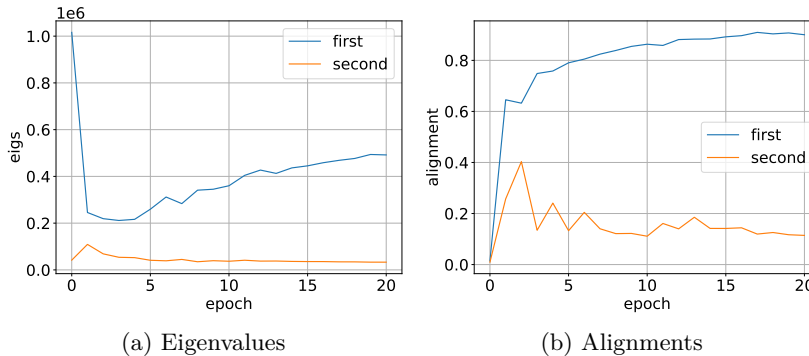 1e6
1.0
0.8
0.6
0.4
0.2
0.0
eigs
0 5 10 15 20
epoch
first
second
(a) Eigenvalues
0.8
0.6
0.4
0.2
0.0
alignment
0 5 10 15 20
epoch
first
second
(b) Alignments